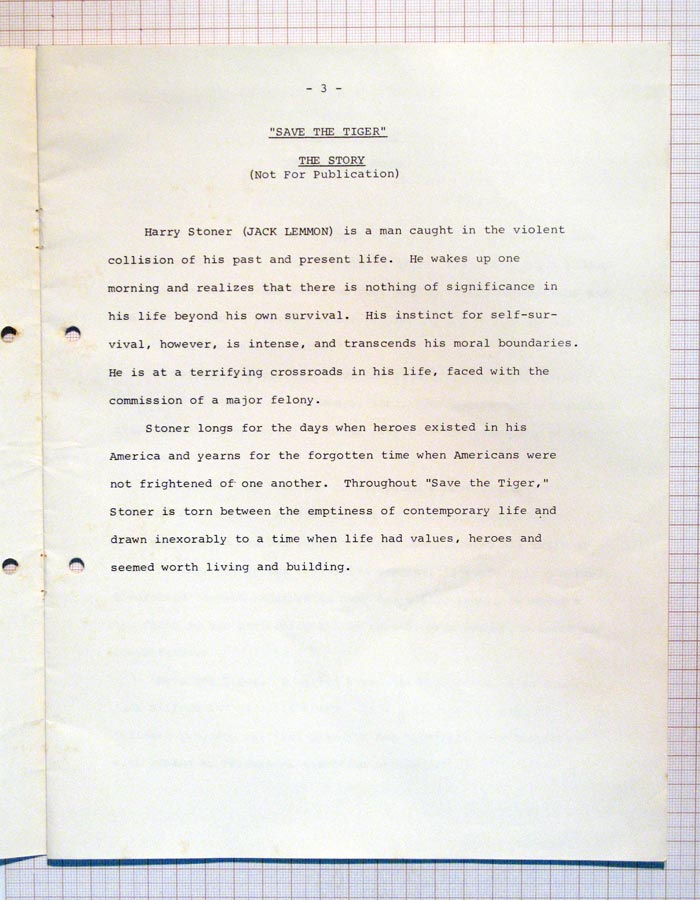 - 3 -
"SAVE THE TIGER"
THE STORY
(Not For Publication)
Harry Stoner (JACK LEMMON) is a man caught in the violent
collision of his past and present life. He wakes up one
morning and realizes that there is nothing of significance in
his life beyond his own survival. His instinct for self-sur-
vival, however, is intense, and transcends his moral boundaries.
He is at a terrifying crossroads in his life, faced with the
commission of a major felony.
Stoner longs for the days when heroes existed in his
America and yearns for the forgotten time when Americans were
not frightened of one another. Throughout "Save the Tiger,"
Stoner is torn between the emptiness of contemporary life and
drawn inexorably to a time when life had values, heroes and
seemed worth living and building.